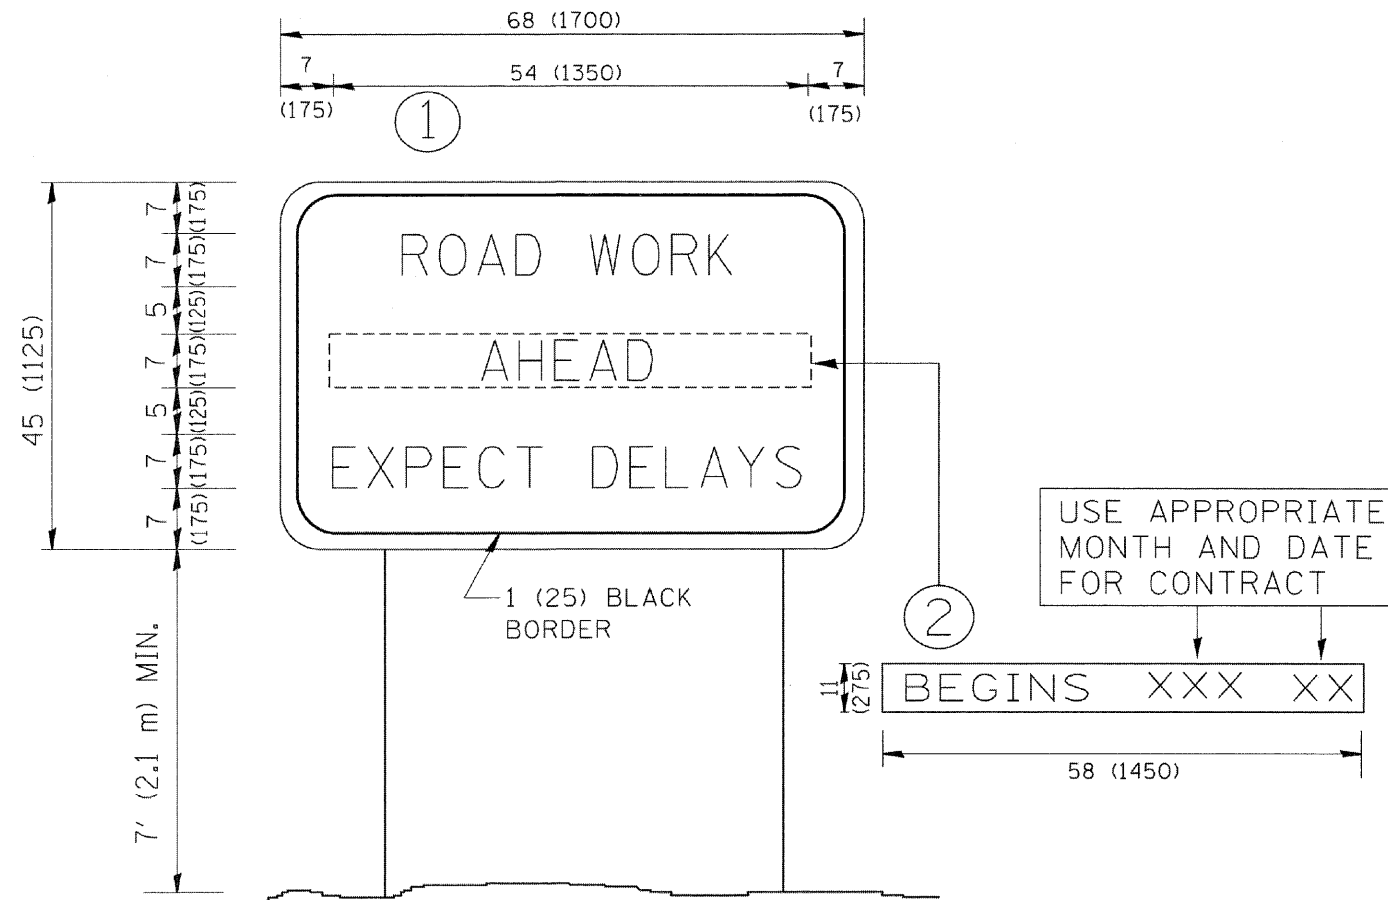 68 (1700)
7
54 (1350)
7
(175)
(175)
1
7
(175)
7
(175)
5
(125)
7
(175)
5
(125)
7
(175)
7
(175)
45 (1125)
ROAD WORK
AHEAD
EXPECT DELAYS
1 (25) BLACK
BORDER
7' (2.1 m) MIN.
USE APPROPRIATE
MONTH AND DATE
FOR CONTRACT
2
11
(275)
BEGINS XXX XX
58 (1450)